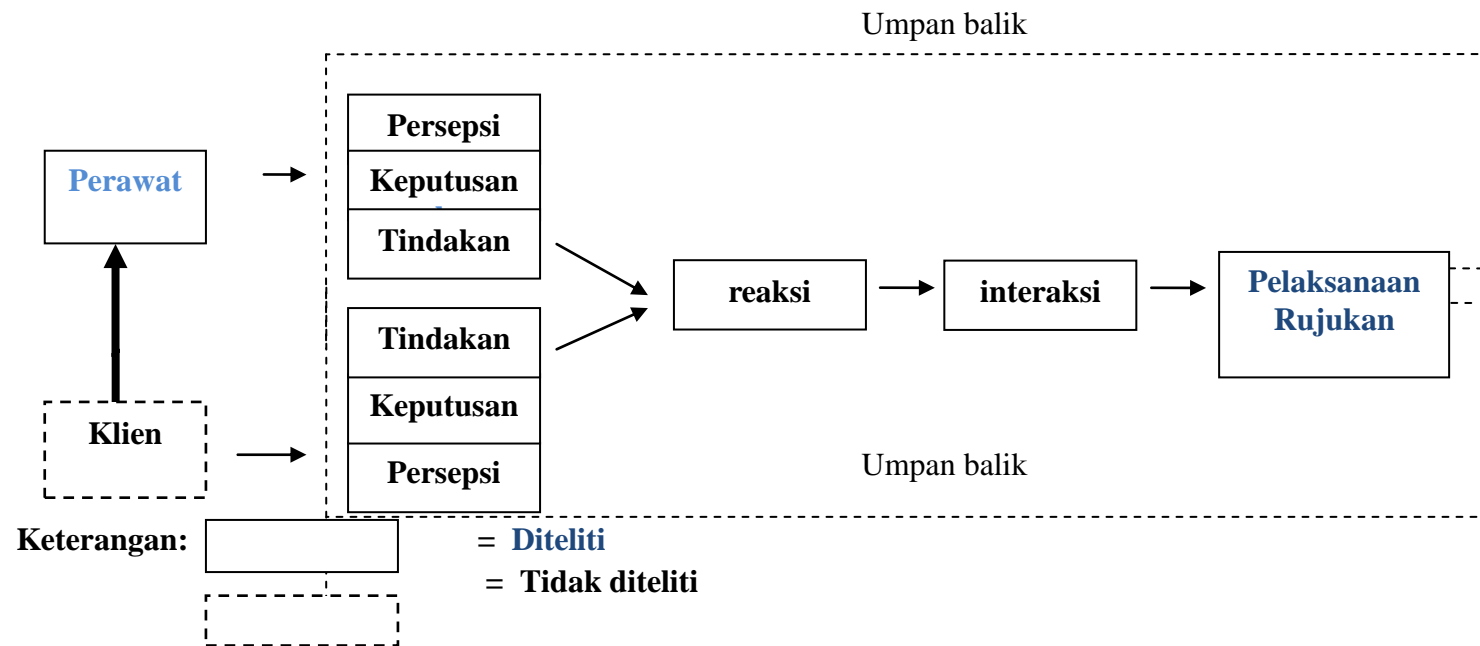 Umpan balik
Persepsi
Perawat
Keputusan
Tindakan
reaksi
interaksi
Pelaksanaan
Rujukan
Tindakan
Keputusan
Klien
Persepsi
Umpan balik
Keterangan:
= Diteliti
= Tidak diteliti